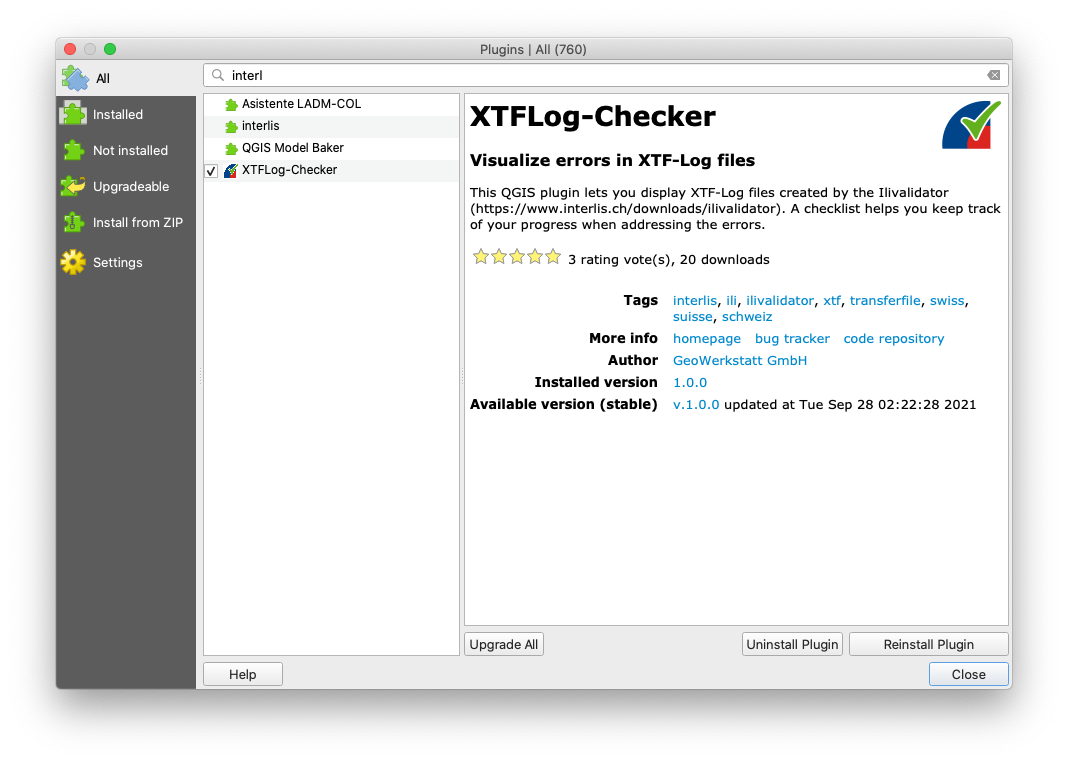 Plugins | All (760)
All
Installed
Not installed
Upgradeable
Install from ZIP
Settings
interl
Asistente LADM-COL
interlis
QGIS Model Baker
XTFLog-Checker
XTFLog-Checker
Visualize errors in XTF-Log files
This QGIS plugin lets you display XTF-Log files created by the Ilivalidator
(https://www.interlis.ch/downloads/ilivalidator). A checklist helps you keep track
of your progress when addressing the errors.
3 rating vote(s), 20 downloads
Tags interlis, ili, ilivalidator, xtf, transferfile, swiss,
suisse, schweiz
More info homepage bug tracker code repository
Author GeoWerkstatt GmbH
Installed version 1.0.0
Available version (stable) v.1.0.0 updated at Tue Sep 28 02:22:28 2021
Upgrade All Uninstall Plugin Reinstall Plugin
Help Close